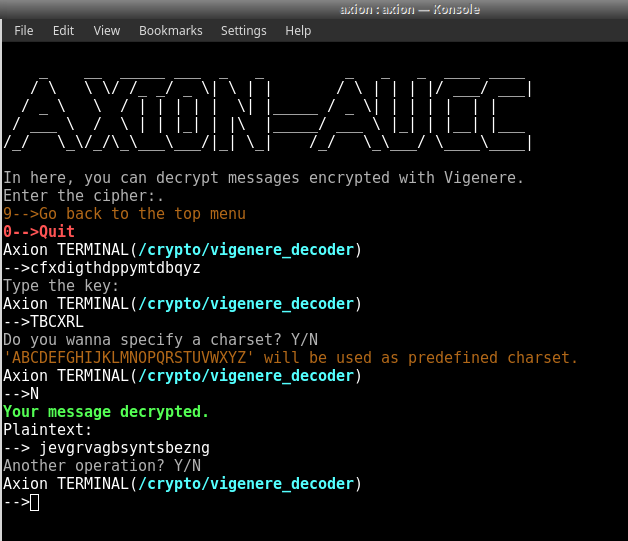 axion : axion — Konsole
File Edit View Bookmarks Settings Help
AXION-AUCC
In here, you can decrypt messages encrypted with Vigenere.
Enter the cipher:.
9-->Go back to the top menu
0-->Quit
Axion TERMINAL(/crypto/vigenere_decoder)
-->cfxdigthdppymtdbqyz
Type the key:
Axion TERMINAL(/crypto/vigenere_decoder)
-->TBCXRL
Do you wanna specify a charset? Y/N
'ABCDEFGHIJKLMNOPQRSTUVWXYZ' will be used as predefined charset.
Axion TERMINAL(/crypto/vigenere_decoder)
-->N
Your message decrypted.
Plaintext:
--> jevgrvagbsyntsbezng
Another operation? Y/N
Axion TERMINAL(/crypto/vigenere_decoder)
-->